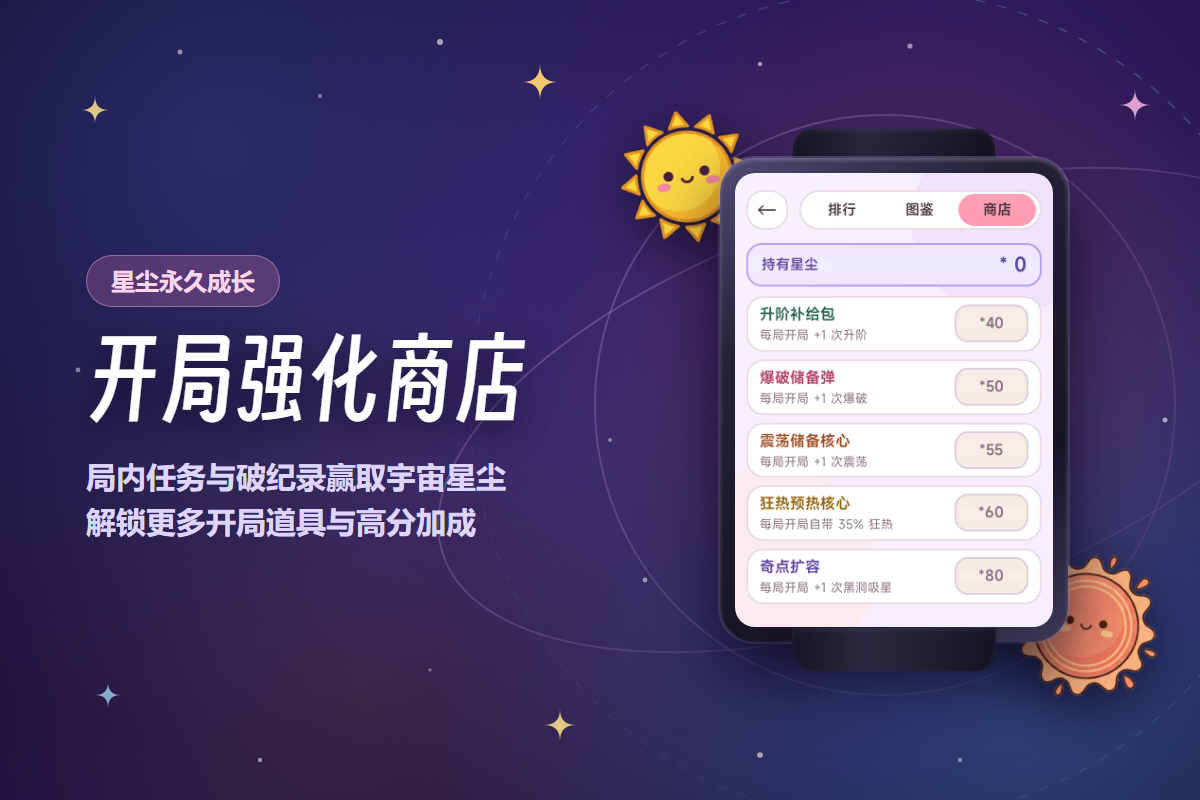 星尘永久成长
开局强化商店
局内任务与破纪录赢取宇宙星尘
解锁更多开局道具与高分加成
← 排行 图鉴 商店
持有星尘 * 0
升阶补给包
每局开局 +1 次升阶
*40
爆破储备弹
每局开局 +1 次爆破
*50
震荡储备核心
每局开局 +1 次震荡
*55
狂热预热核心
每局开局自带 35% 狂热
*60
奇点扩容
每局开局 +1 次黑洞吸星
*80